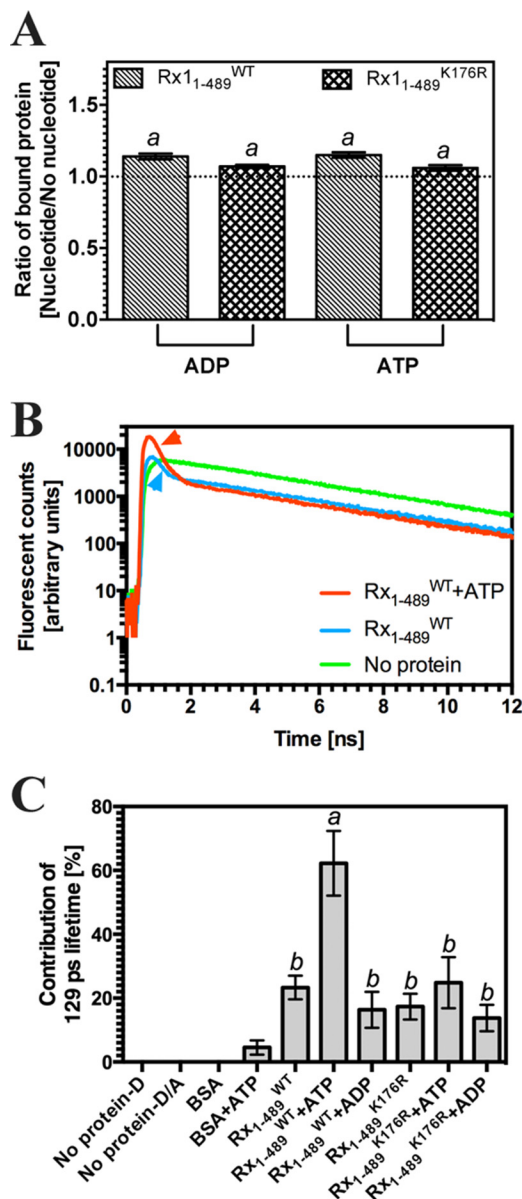 A
Rx1₁₋₄₈₉ᵂᵀ Rx1₁₋₄₈₉ᴷ¹⁷⁶ᴿ
Ratio of bound protein
[Nucleotide/No nucleotide]
1.5
1.0
0.5
0.0
a a a a
ADP ATP
B
Fluorescent counts
[arbitrary units]
10000
1000
100
10
1
0.1
Rx₁₋₄₈₉ᵂᵀ+ATP
Rx₁₋₄₈₉ᵂᵀ
No protein
0 2 4 6 8 10 12
Time [ns]
C
Contribution of
129 ps lifetime [%]
80
60
40
20
0
b a b b b b
No protein-D
No protein-D/A
BSA
BSA+ATP
Rx₁₋₄₈₉ᵂᵀ
Rx₁₋₄₈₉ᵂᵀ+ATP
Rx₁₋₄₈₉ᵂᵀ+ADP
Rx₁₋₄₈₉ᴷ¹⁷⁶ᴿ
Rx₁₋₄₈₉ᴷ¹⁷⁶ᴿ+ATP
Rx₁₋₄₈₉ᴷ¹⁷⁶ᴿ+ADP